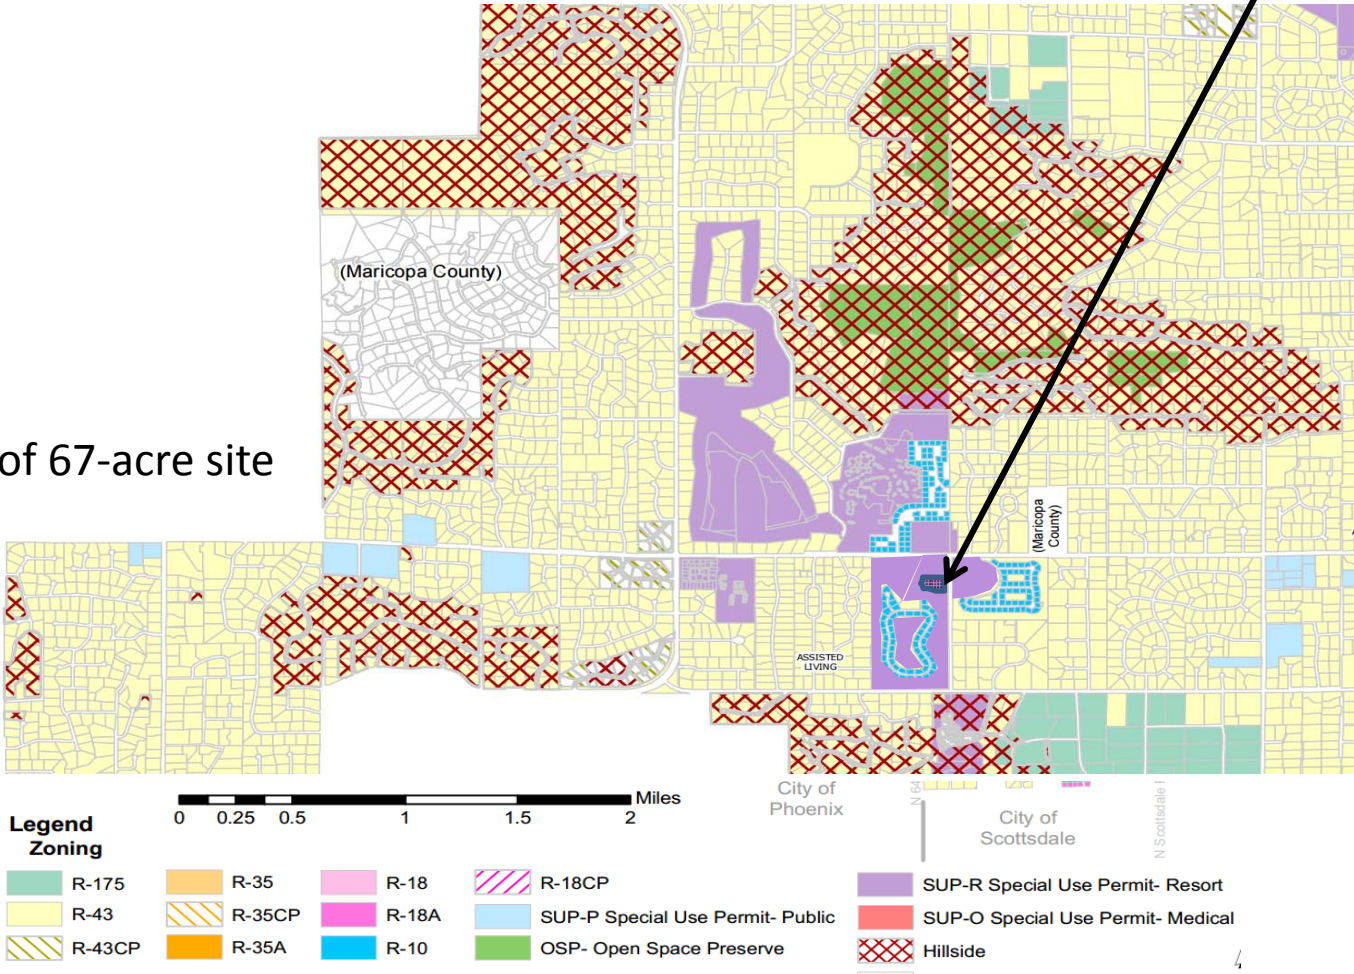 (Maricopa County)
of 67-acre site
(Maricopa
County)
ASSISTED
LIVING
City of
Phoenix
N 64
City of
Scottsdale
N Scottsdale
Miles
0 0.25 0.5 1 1.5 2
Legend
Zoning
R-175
R-43
R-43CP
R-35
R-35CP
R-35A
R-18
R-18A
R-10
R-18CP
SUP-P Special Use Permit- Public
OSP- Open Space Preserve
SUP-R Special Use Permit- Resort
SUP-O Special Use Permit- Medical
Hillside